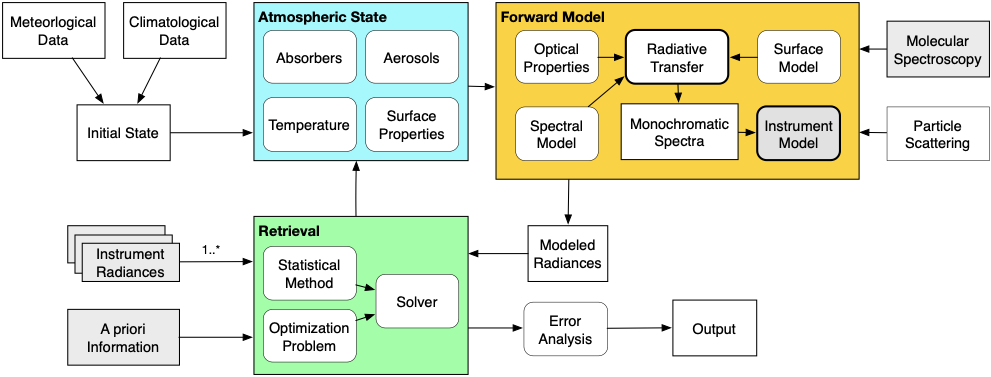 Meteorlogical
Data
Climatological
Data
Initial State
Atmospheric State
Absorbers
Aerosols
Temperature
Surface
Properties
Forward Model
Optical
Properties
Radiative
Transfer
Surface
Model
Spectral
Model
Monochromatic
Spectra
Instrument
Model
Molecular
Spectroscopy
Particle
Scattering
Instrument
Radiances
1..*
A priori
Information
Retrieval
Statistical
Method
Optimization
Problem
Solver
Modeled
Radiances
Error
Analysis
Output